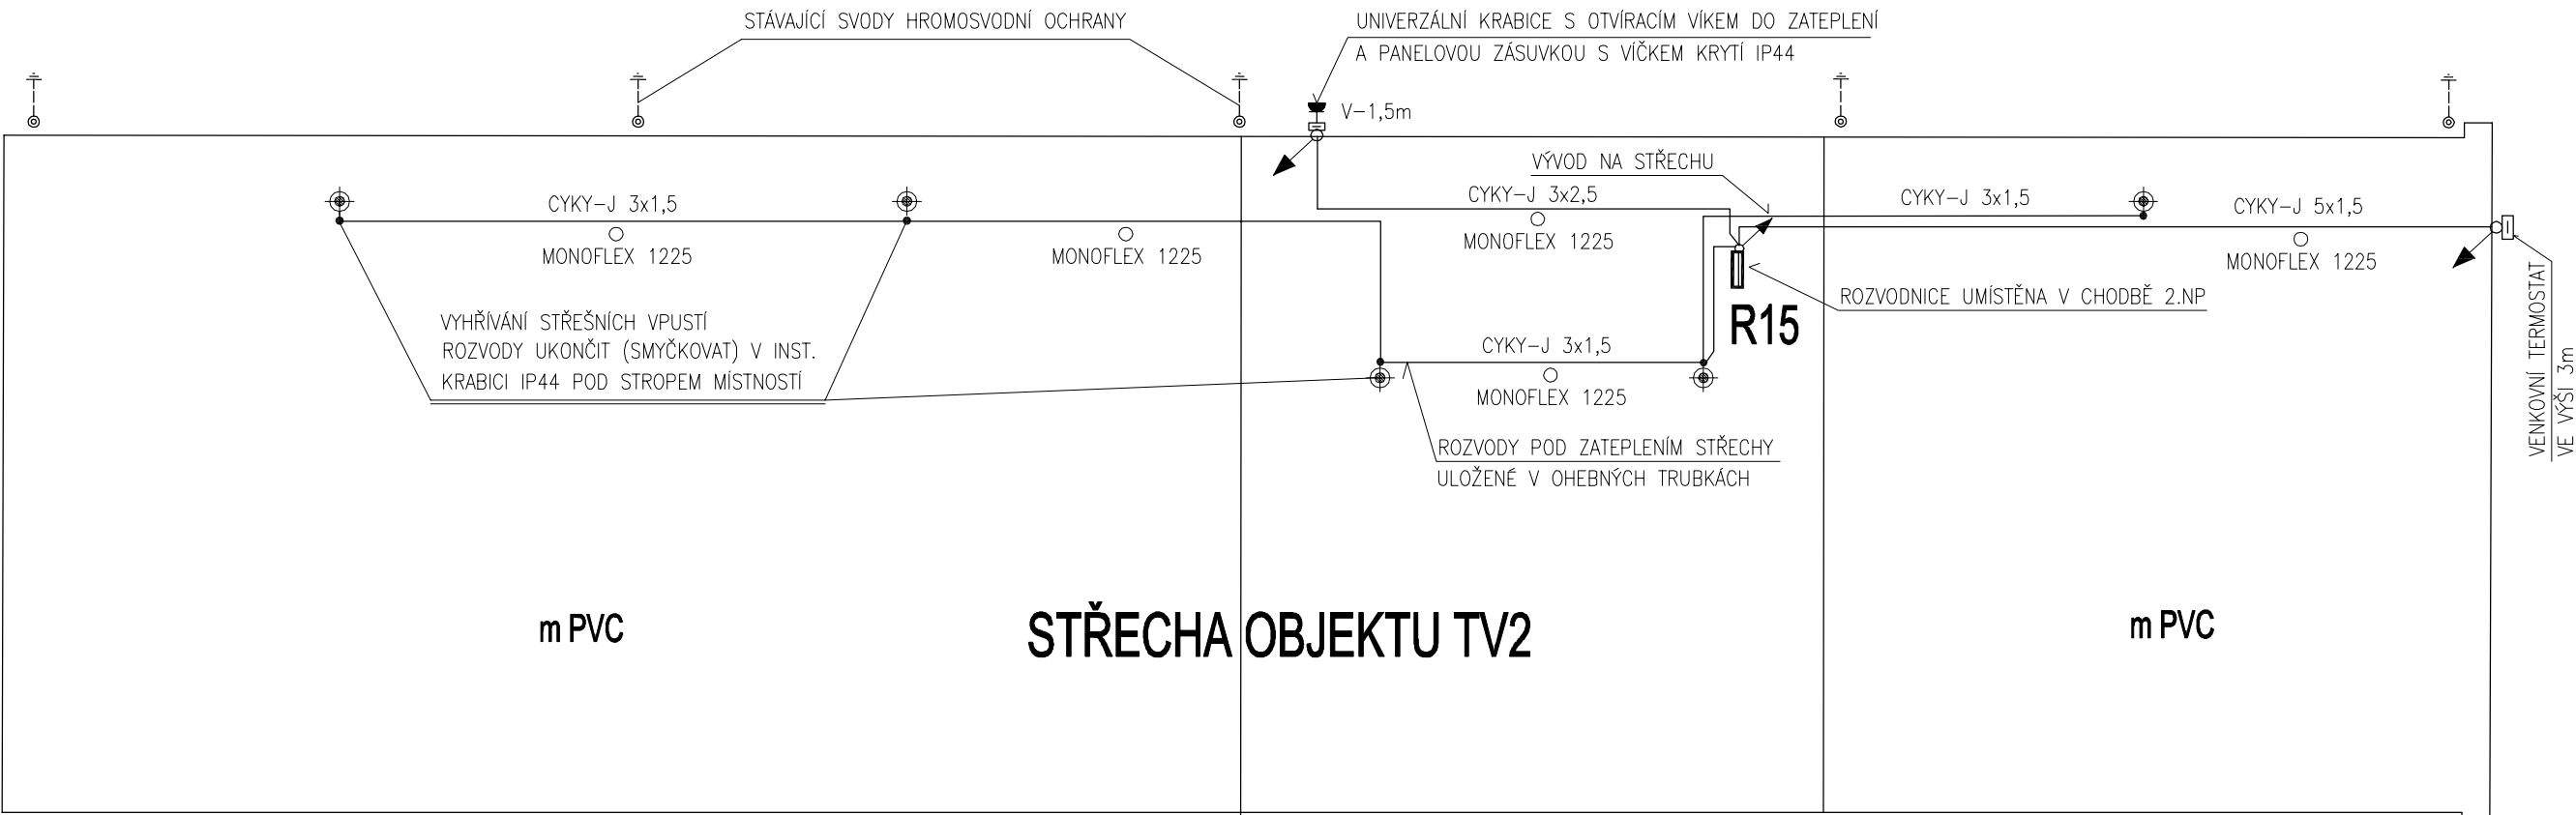 STÁVAJÍCÍ SVODY HROMOSVODNÍ OCHRANY
UNIVERZÁLNÍ KRABICE S OTVÍRACÍM VÍKEM DO ZATEPLENÍ
A PANELOVOU ZÁSUVKOU S VÍČKEM KRYTÍ IP44
V-1,5m
VÝVOD NA STŘECHU
CYKY-J 3x1,5
MONOFLEX 1225
MONOFLEX 1225
CYKY-J 3x2,5
MONOFLEX 1225
CYKY-J 3x1,5
CYKY-J 5x1,5
MONOFLEX 1225
ROZVODNICE UMÍSTĚNA V CHODBĚ 2.NP
R15
VYHŘÍVÁNÍ STŘEŠNÍCH VPUSTÍ
ROZVODY UKONČIT (SMYČKOVAT) V INST.
KRABICI IP44 POD STROPEM MÍSTNOSTÍ
CYKY-J 3x1,5
MONOFLEX 1225
ROZVODY POD ZATEPLENÍM STŘECHY
ULOŽENÉ V OHEBNÝCH TRUBKÁCH
VENKOVNÍ TERMOSTAT
VE VÝŠI 3m
m PVC
STŘECHA OBJEKTU TV2
m PVC